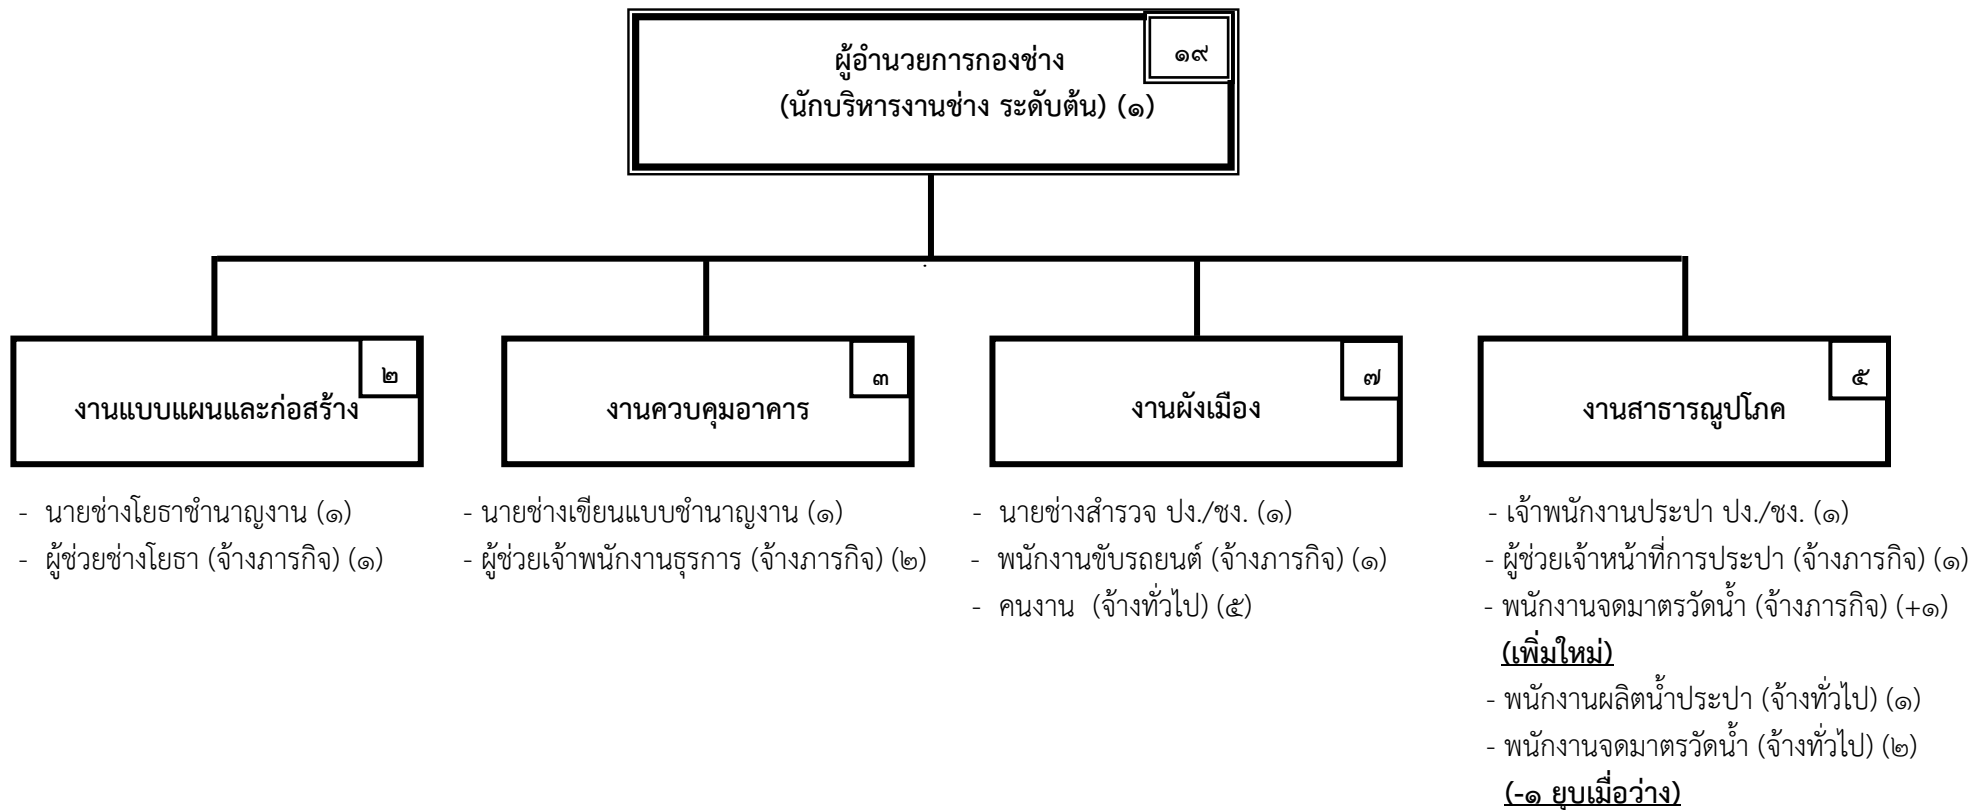 ๑๙
ผู้อำนวยการกองช่าง
(นักบริหารงานช่าง ระดับต้น) (๑)
๒
งานแบบแผนและก่อสร้าง
๓
งานควบคุมอาคาร
๗
งานผังเมือง
๕
งานสาธารณูปโภค
- นายช่างโยธาชำนาญงาน (๑)
- ผู้ช่วยช่างโยธา (จ้างภารกิจ) (๑)
- นายช่างเขียนแบบชำนาญงาน (๑)
- ผู้ช่วยเจ้าพนักงานธุรการ (จ้างภารกิจ) (๒)
- นายช่างสำรวจ ปง./ชง. (๑)
- พนักงานขับรถยนต์ (จ้างภารกิจ) (๑)
- คนงาน (จ้างทั่วไป) (๕)
- เจ้าพนักงานประปา ปง./ชง. (๑)
- ผู้ช่วยเจ้าหน้าที่การประปา (จ้างภารกิจ) (๑)
- พนักงานจดมาตรวัดน้ำ (จ้างภารกิจ) (+๑)
(เพิ่มใหม่)
- พนักงานผลิตน้ำประปา (จ้างทั่วไป) (๑)
- พนักงานจดมาตรวัดน้ำ (จ้างทั่วไป) (๒)
(-๑ ยุบเมื่อว่าง)